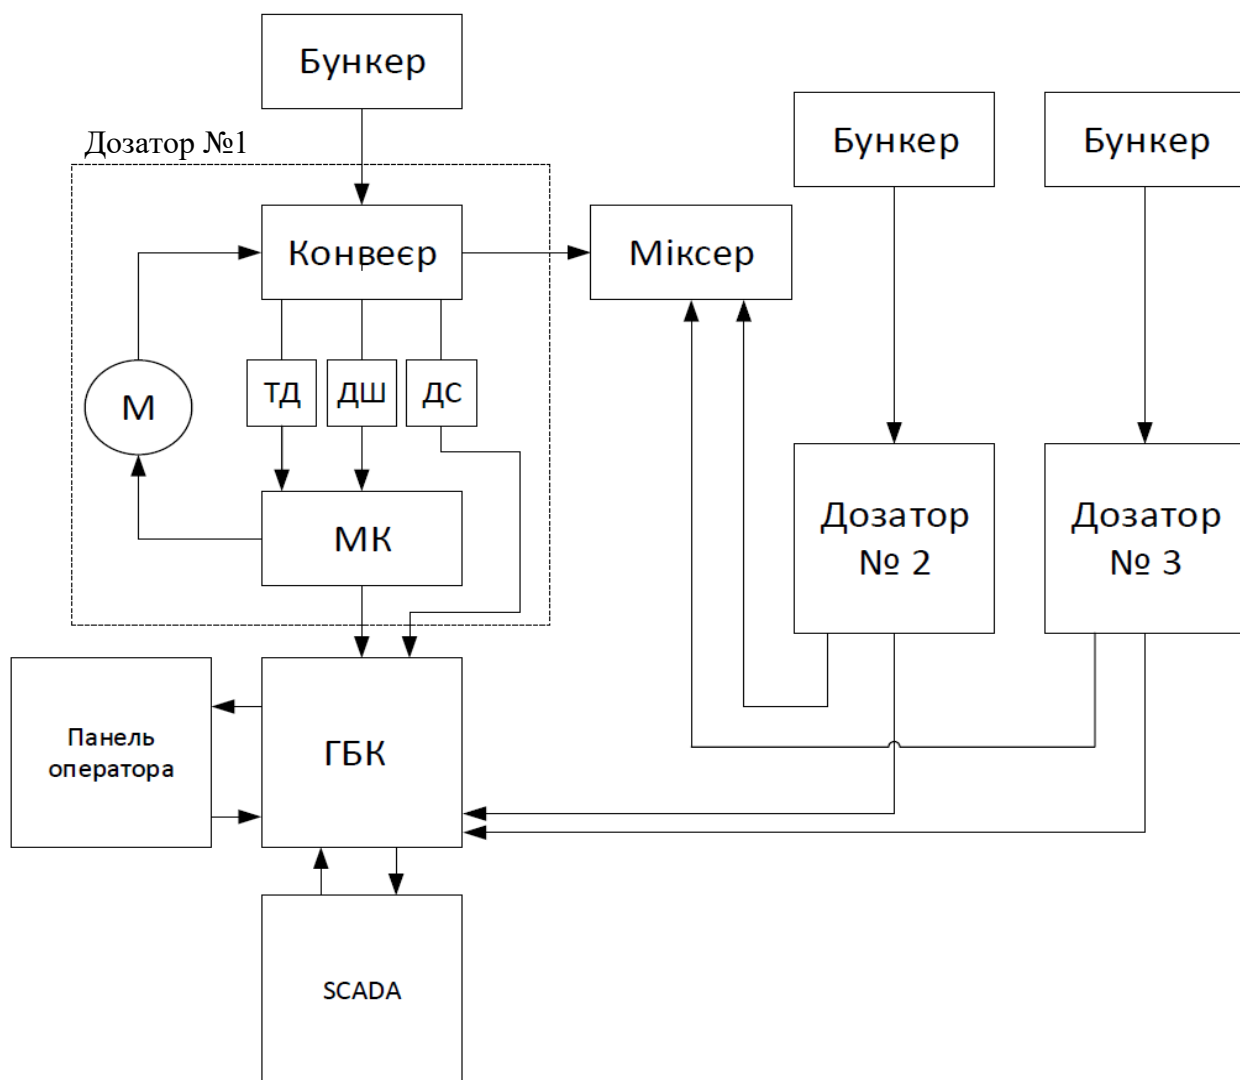 Бункер
Дозатор №1
Бункер
Бункер
Конвеєр
Міксер
М
ТД
ДШ
ДС
МК
Дозатор
№ 2
Дозатор
№ 3
Панель
оператора
ГБК
SCADA